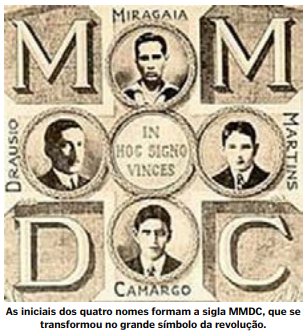 MIRAGAIA
M M
DRAUSIO
IN
HOC SIGNO
VINCES
MARTINS
D C
CAMARGO
As iniciais dos quatro nomes formam a sigla MMDC, que se
transformou no grande símbolo da revolução.